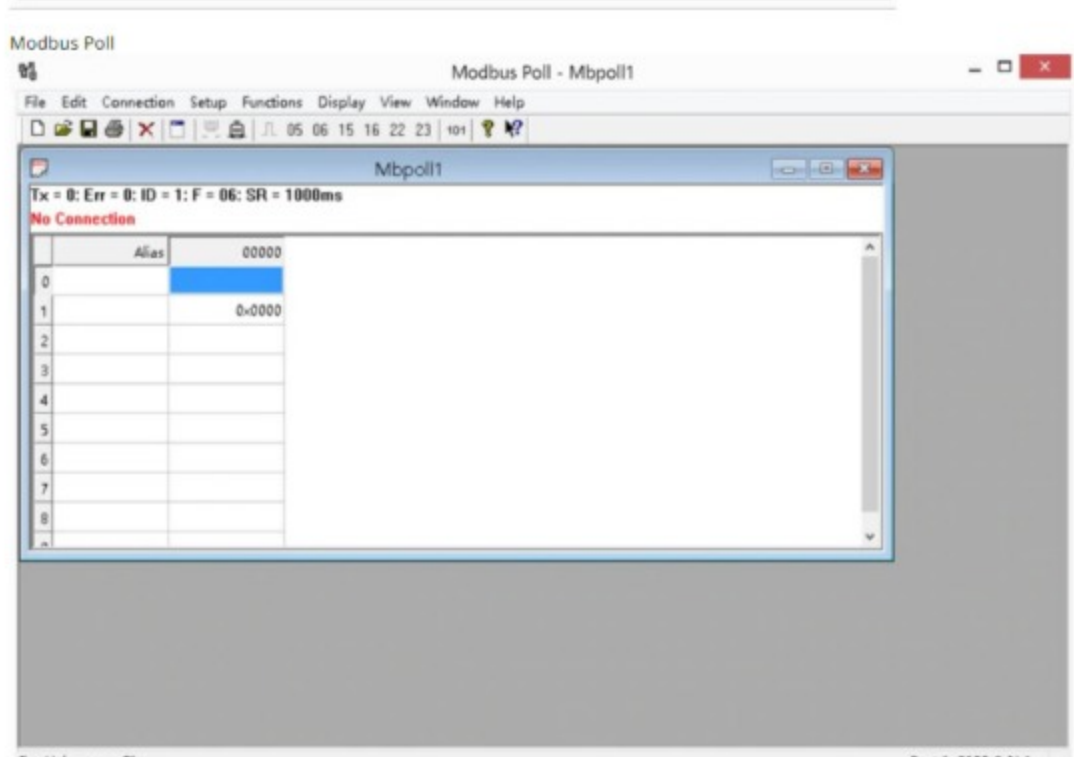 Modbus Poll
Modbus Poll - Mbpoll1
File Edit Connection Setup Functions Display View Window Help
05 06 15 16 22 23 101
Mbpoll1
Tx = 0: Err = 0: ID = 1: F = 06: SR = 1000ms
No Connection
Alias 00000
0
1 0x0000
2
3
4
5
6
7
8